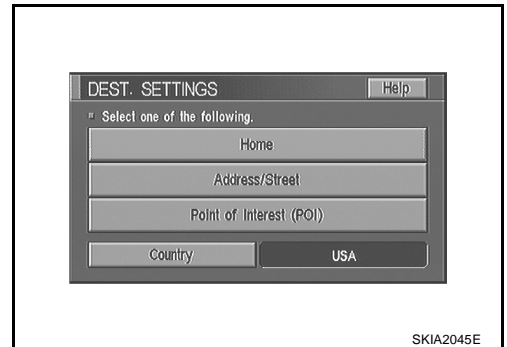 DEST. SETTINGS Help
Select one of the following.
Home
Address/Street
Point of Interest (POI)
Country USA
SKIA2045E